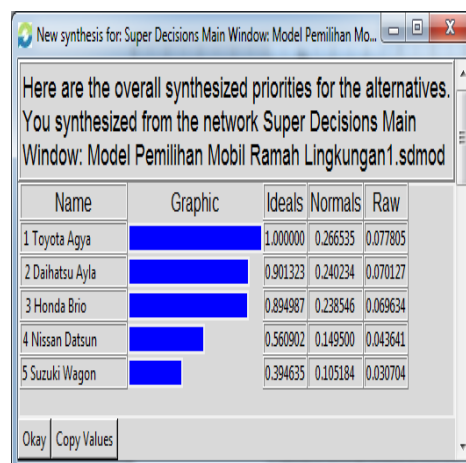 New synthesis for: Super Decisions Main Window: Model Pemilihan Mo...
Here are the overall synthesized priorities for the alternatives.
You synthesized from the network Super Decisions Main
Window: Model Pemilihan Mobil Ramah Lingkungan1.sdmod
Name Graphic Ideals Normals Raw
1 Toyota Agya 1.000000 0.266535 0.077805
2 Daihatsu Ayla 0.901323 0.240234 0.070127
3 Honda Brio 0.894987 0.238546 0.069634
4 Nissan Datsun 0.560902 0.149500 0.043641
5 Suzuki Wagon 0.394635 0.105184 0.030704
Okay Copy Values